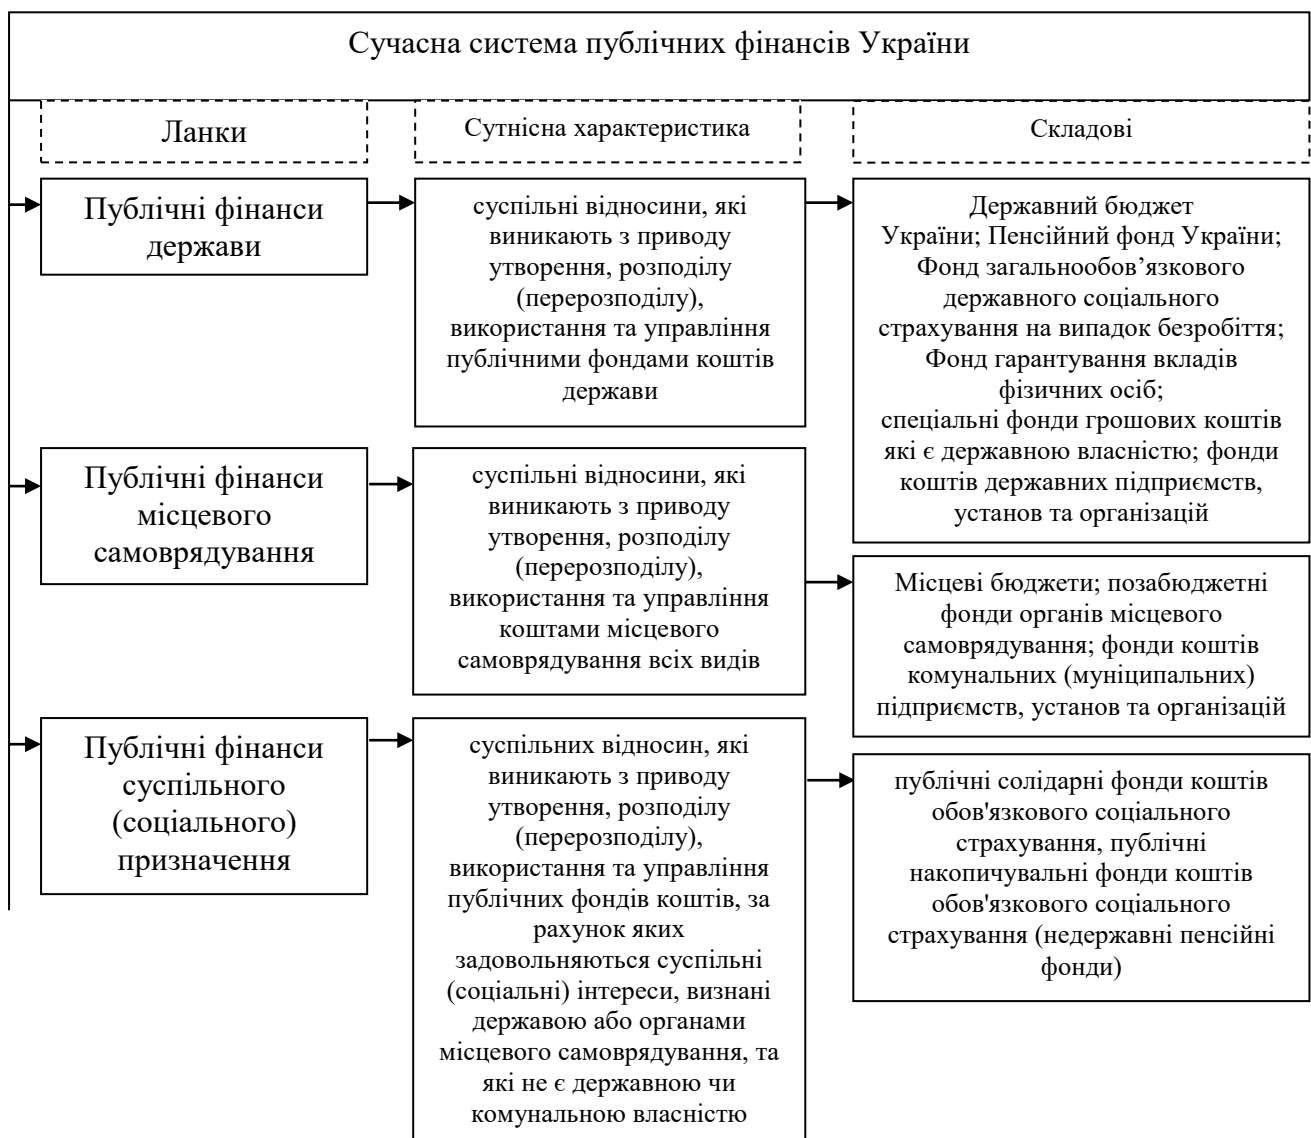 Сучасна система публічних фінансів України
Ланки
Сутнісна характеристика
Складові
Публічні фінанси
держави
суспільні відносини, які
виникають з приводу
утворення, розподілу
(перерозподілу),
використання та управління
публічними фондами коштів
держави
Державний бюджет
України; Пенсійний фонд України;
Фонд загальнообов’язкового
державного соціального
страхування на випадок безробіття;
Фонд гарантування вкладів
фізичних осіб;
спеціальні фонди грошових коштів
які є державною власністю; фонди
коштів державних підприємств,
установ та організацій
Публічні фінанси
місцевого
самоврядування
суспільні відносини, які
виникають з приводу
утворення, розподілу
(перерозподілу),
використання та управління
коштами місцевого
самоврядування всіх видів
Місцеві бюджети; позабюджетні
фонди органів місцевого
самоврядування; фонди коштів
комунальних (муніципальних)
підприємств, установ та організацій
Публічні фінанси
суспільного
(соціального)
призначення
суспільних відносин, які
виникають з приводу
утворення, розподілу
(перерозподілу),
використання та управління
публічних фондів коштів, за
рахунок яких
задовольняються суспільні
(соціальні) інтереси, визнані
державою або органами
місцевого самоврядування, та
які не є державною чи
комунальною власністю
публічні солідарні фонди коштів
обов'язкового соціального
страхування, публічні
накопичувальні фонди коштів
обов'язкового соціального
страхування (недержавні пенсійні
фонди)